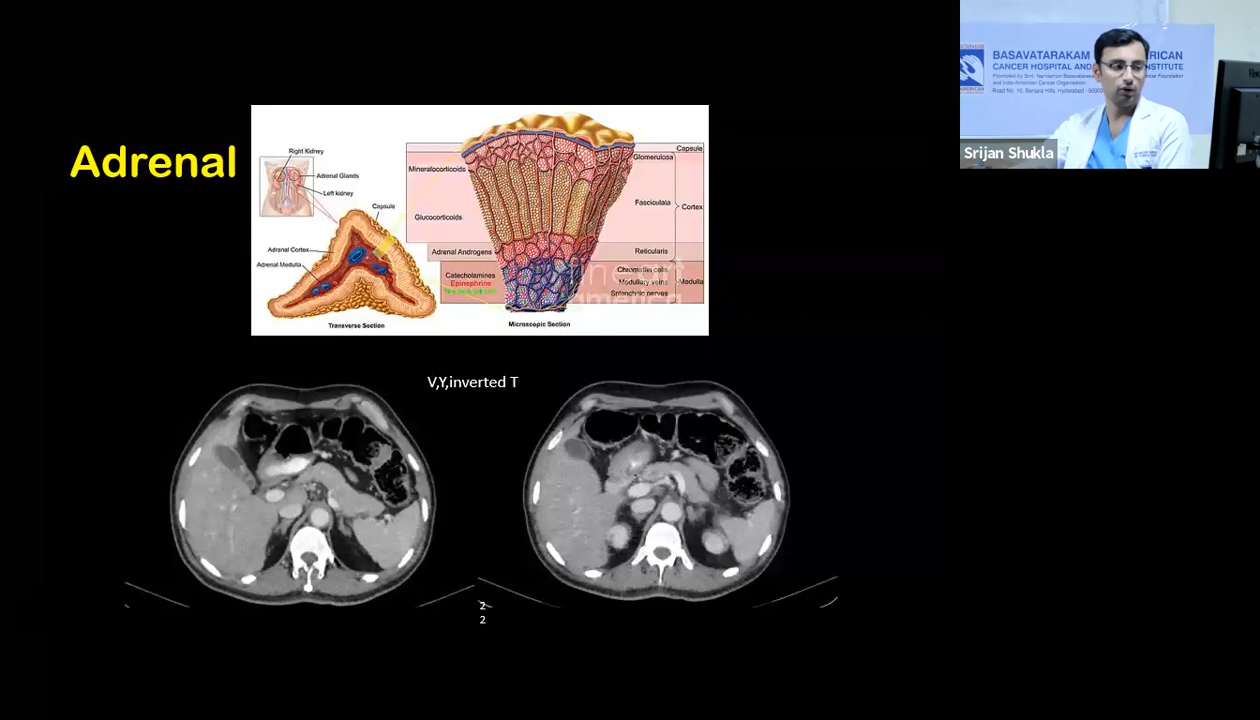 Adrenal
Right Kidney
Adrenal Glands
Left kidney
Capsule
Adrenal Cortex
Adrenal Medulla
Transverse Section
Mineralocorticoids
Glucocorticoids
Adrenal Androgens
Catecholamines
Epinephrine
Capsule
Glomerulosa
Fasciculata
Cortex
Reticularis
Chromaffin cells
Medullary veins
Medulla
Splanchnic nerves
Microscopic Section
V,Y,inverted T
2
2
BASAVATARAKAM
ERICAN
CANCER HOSPITAL AND
INSTITUTE
Srijan Shukla